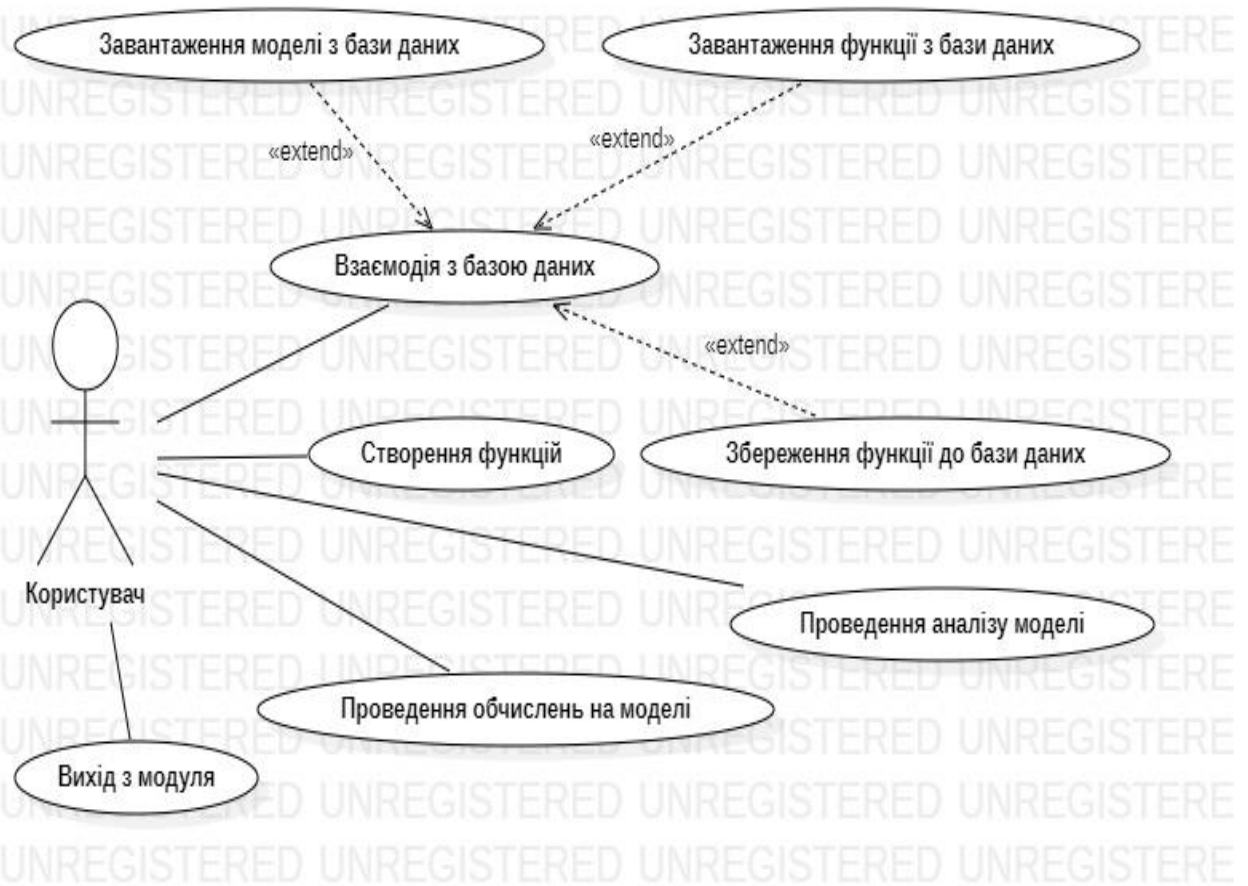 Завантаження моделі з бази даних
Завантаження функції з бази даних
«extend»
«extend»
Взаємодія з базою даних
«extend»
Створення функцій
Збереження функції до бази даних
Користувач
Проведення аналізу моделі
Проведення обчислень на моделі
Вихід з модуля
UNREGISTERED